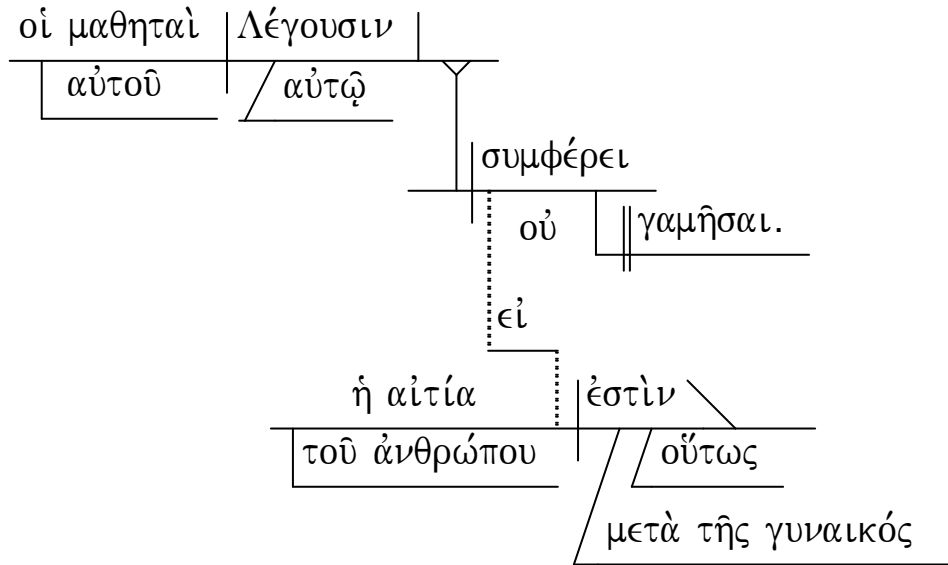 οἱ μαθηταὶ Λέγουσιν
αὐτοῦ αὐτῷ
συμφέρει
οὐ γαμῆσαι.
εἰ
ἡ αἰτία ἐστὶν
τοῦ ἀνθρώπου οὕτως
μετὰ τῆς γυναικός